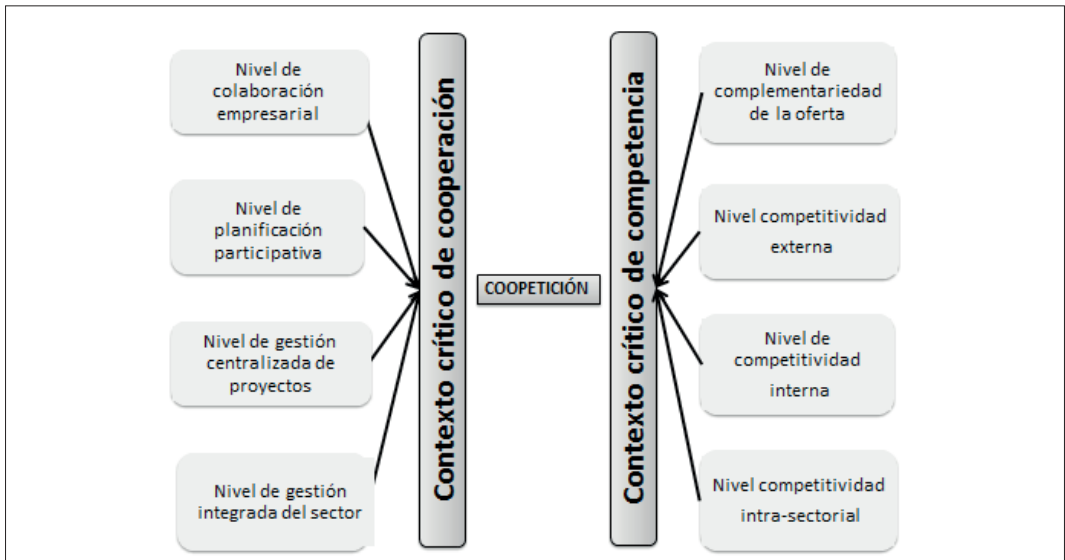 Nivel de
colaboración
empresarial
Nivel de
planificación
participativa
Nivel de gestión
centralizada de
proyectos
Nivel de gestión
integrada del sector
Contexto crítico de cooperación
COOPETICIÓN
Contexto crítico de competencia
Nivel de
complementariedad
de la oferta
Nivel competitividad
externa
Nivel de
competitividad
interna
Nivel competitividad
intra-sectorial